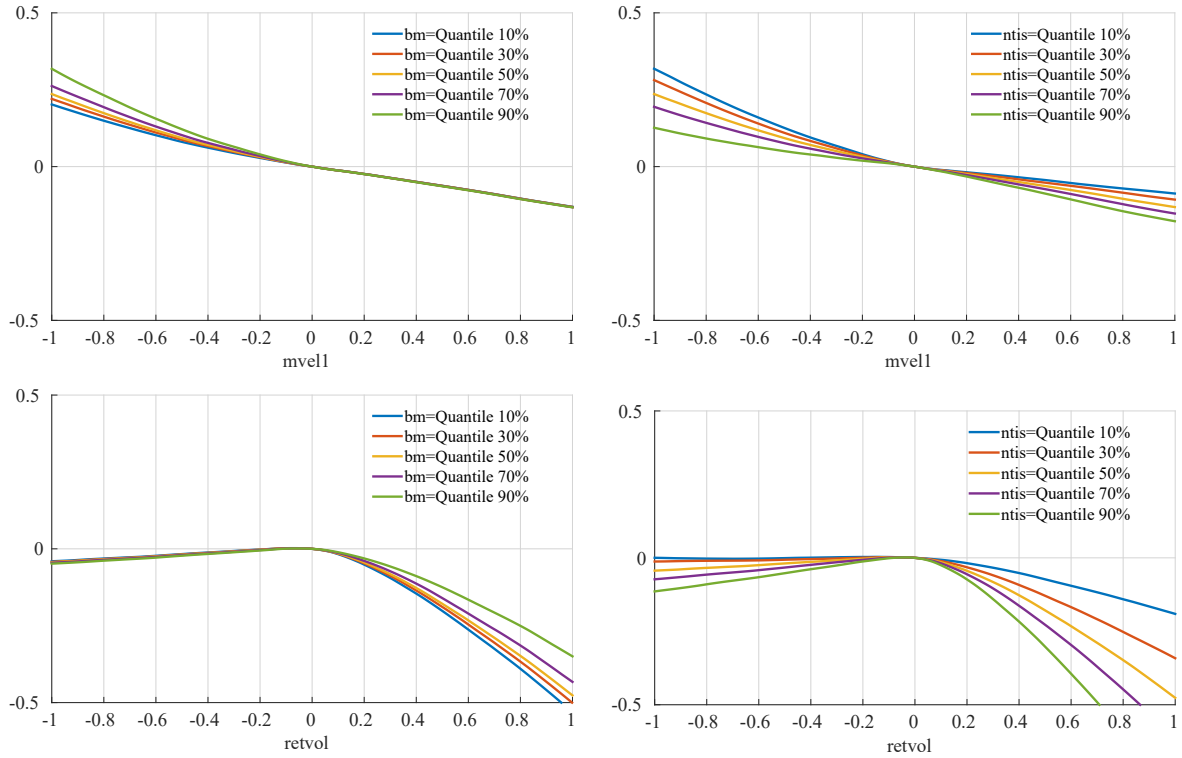 0.5
bm=Quantile 10%
bm=Quantile 30%
bm=Quantile 50%
bm=Quantile 70%
bm=Quantile 90%
0
-0.5
-1 -0.8 -0.6 -0.4 -0.2 0 0.2 0.4 0.6 0.8 1
mvel1
0.5
ntis=Quantile 10%
ntis=Quantile 30%
ntis=Quantile 50%
ntis=Quantile 70%
ntis=Quantile 90%
0
-0.5
-1 -0.8 -0.6 -0.4 -0.2 0 0.2 0.4 0.6 0.8 1
mvel1
0.5
bm=Quantile 10%
bm=Quantile 30%
bm=Quantile 50%
bm=Quantile 70%
bm=Quantile 90%
0
-0.5
-1 -0.8 -0.6 -0.4 -0.2 0 0.2 0.4 0.6 0.8 1
retvol
0.5
ntis=Quantile 10%
ntis=Quantile 30%
ntis=Quantile 50%
ntis=Quantile 70%
ntis=Quantile 90%
0
-0.5
-1 -0.8 -0.6 -0.4 -0.2 0 0.2 0.4 0.6 0.8 1
retvol